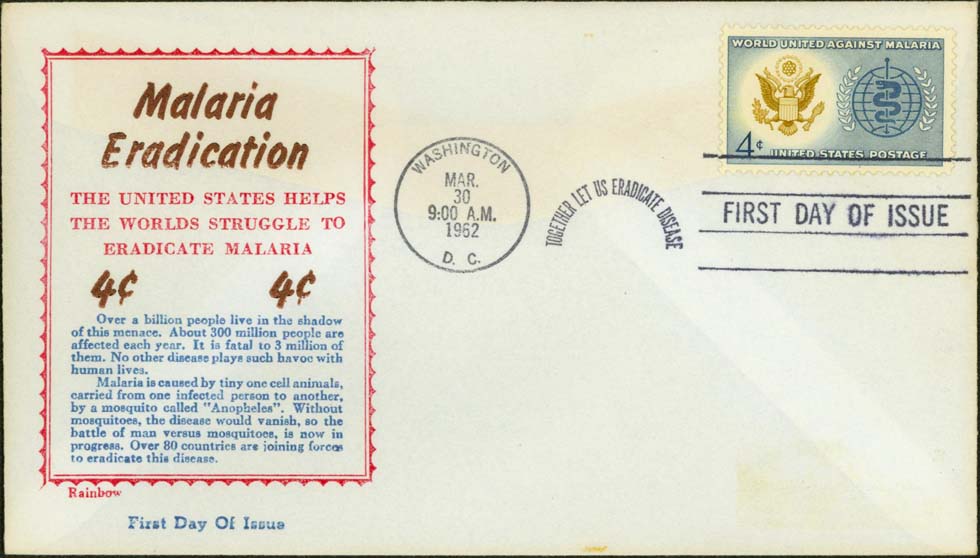 Malaria
Eradication
THE UNITED STATES HELPS
THE WORLDS STRUGGLE TO
ERADICATE MALARIA
4¢ 4¢
Over a billion people live in the shadow
of this menace. About 300 million people are
affected each year. It is fatal to 3 million of
them. No other disease plays such havoc with
human lives.
Malaria is caused by tiny one cell animals,
carried from one infected person to another,
by a mosquito called "Anopheles". Without
mosquitoes, the disease would vanish, so the
battle of man versus mosquitoes, is now in
progress. Over 80 countries are joining forces
to eradicate this disease.
Rainbow
First Day Of Issue
WASHINGTON
MAR.
30
9:00 A.M.
1962
D. C.
TOGETHER LET US ERADICATE DISEASE
WORLD UNITED AGAINST MALARIA
4¢
UNITED STATES POSTAGE
FIRST DAY OF ISSUE